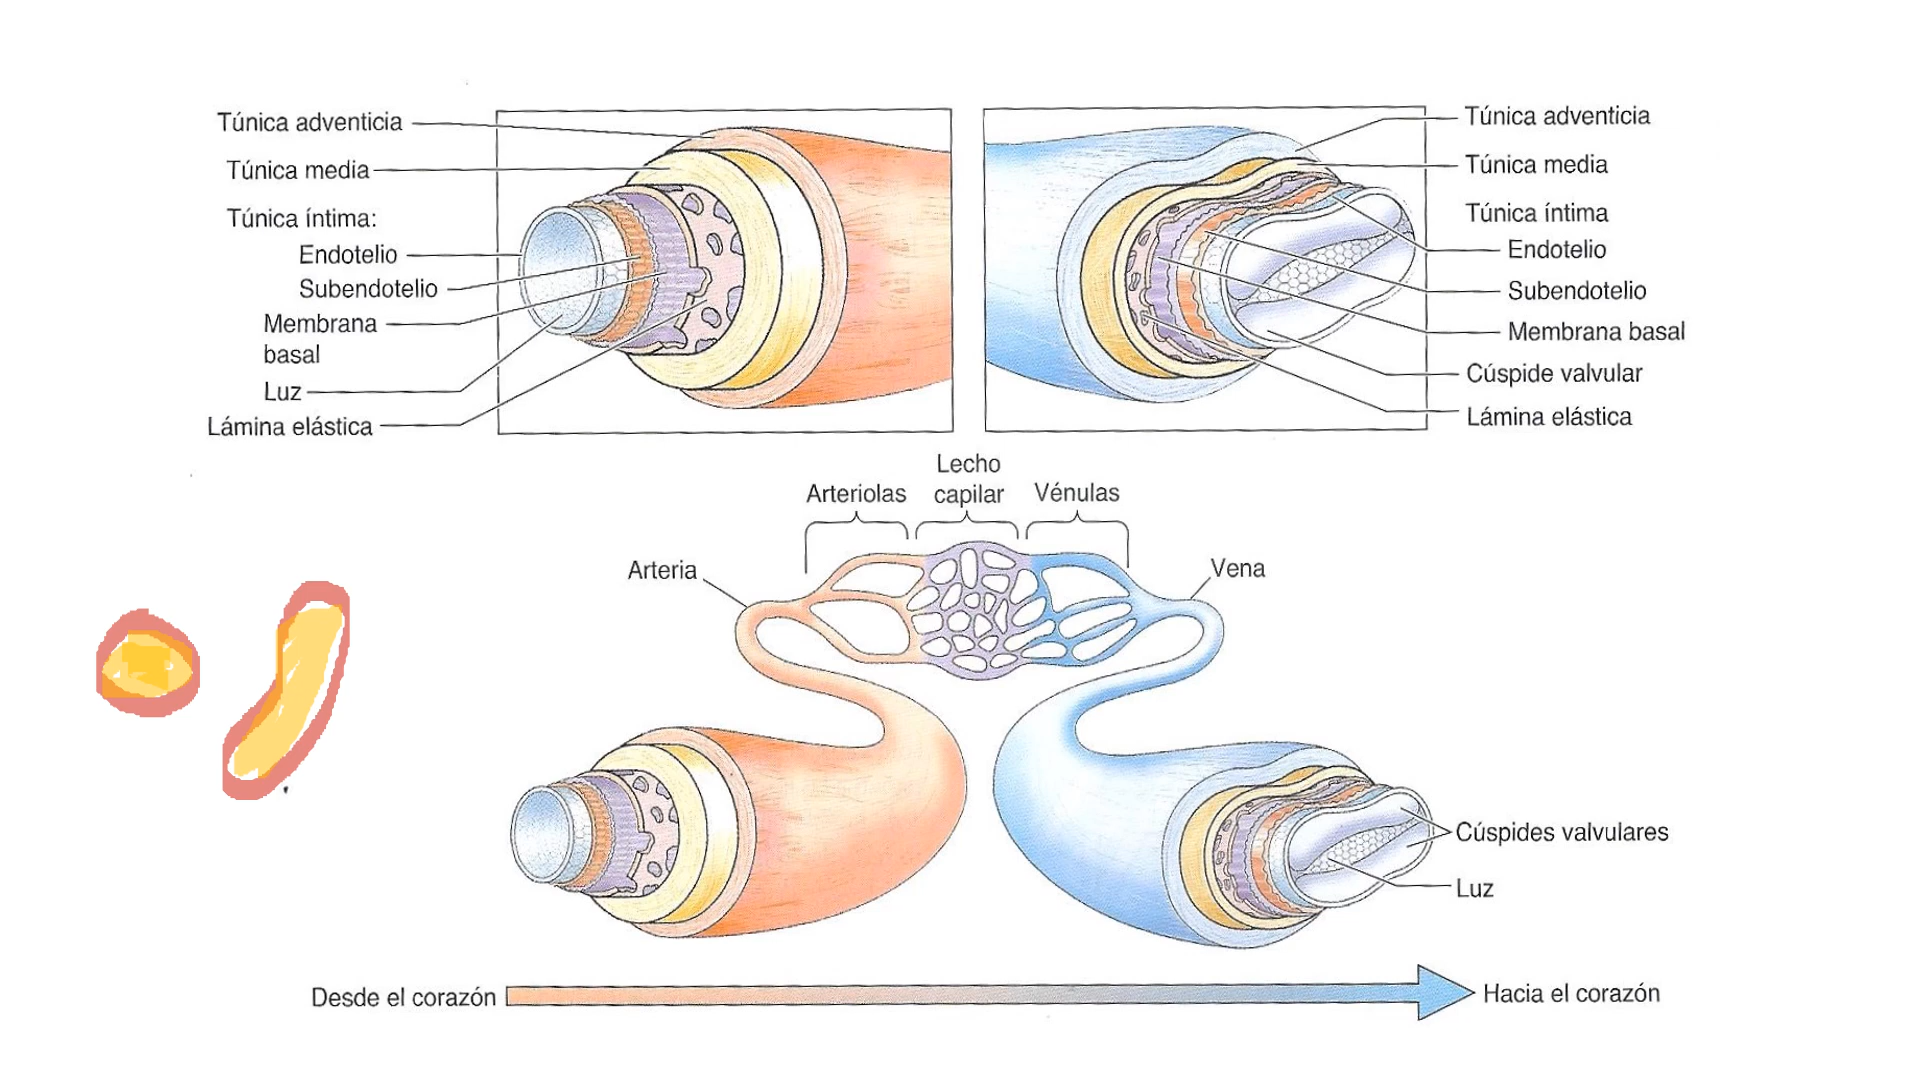 Túnica adventicia
Túnica media
Túnica íntima:
Endotelio
Subendotelio
Membrana
basal
Luz
Lámina elástica
Túnica adventicia
Túnica media
Túnica íntima
Endotelio
Subendotelio
Membrana basal
Cúspide valvular
Lámina elástica
Arteriolas
Lecho
capilar
Vénulas
Arteria
Vena
Cúspides valvulares
Luz
Desde el corazón
Hacia el corazón